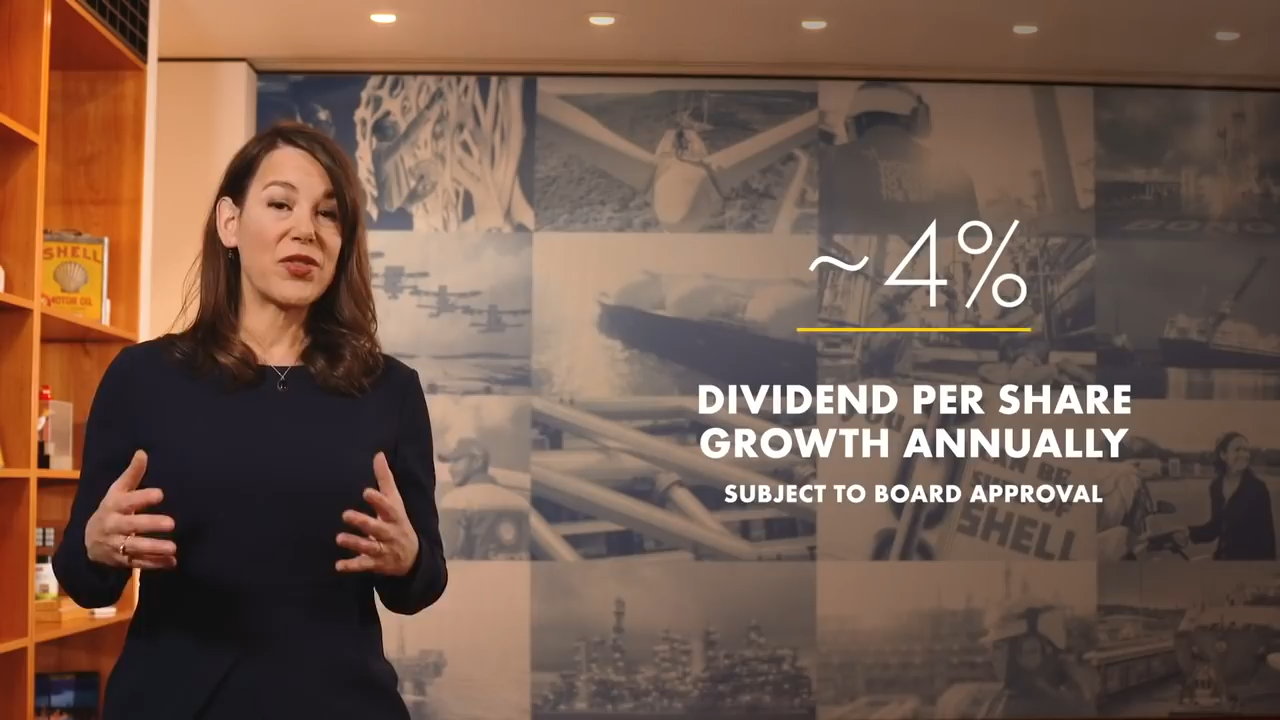 SHELL
MOTOR OIL
~4%
DIVIDEND PER SHARE
GROWTH ANNUALLY
SUBJECT TO BOARD APPROVAL
SHELL